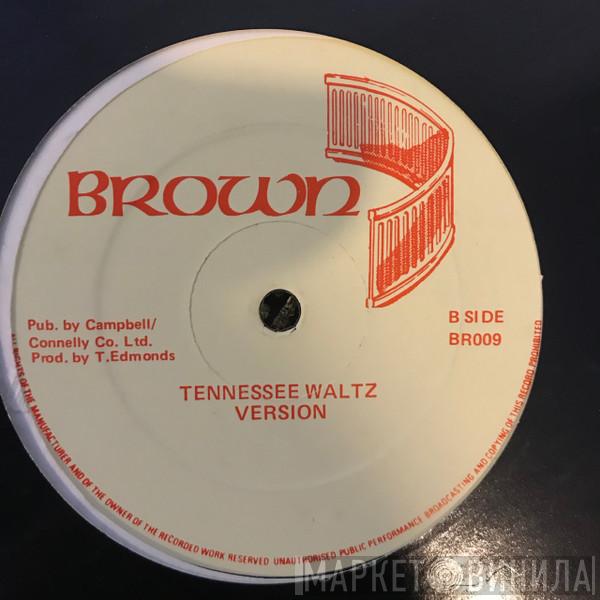 BROWN
Pub. by Campbell/
Connelly Co. Ltd.
Prod. by T.Edmonds
B SIDE
BR009
TENNESSEE WALTZ
VERSION
ALL RIGHTS OF THE MANUFACTURER AND OF THE OWNER OF THE RECORDED WORK RESERVED UNAUTHORISED PUBLIC PERFORMANCE BROADCASTING AND COPYING OF THIS RECORD PROHIBITED
МАРКЕТ ВИНИЛА